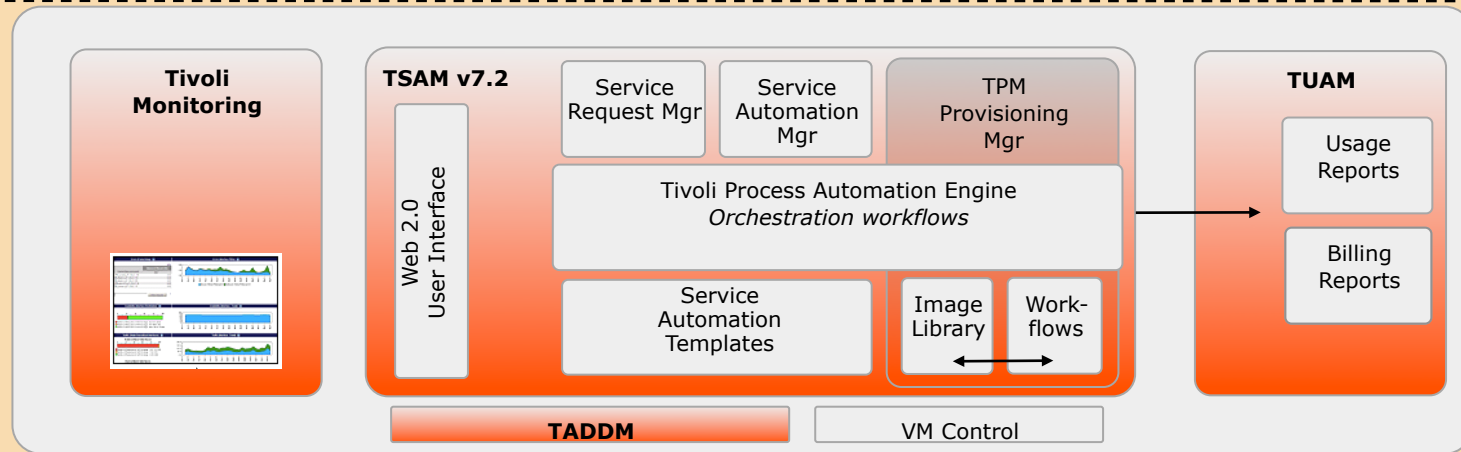 Tivoli
Monitoring
TSAM v7.2
Web 2.0
User Interface
Service
Request Mgr
Service
Automation
Mgr
TPM
Provisioning
Mgr
Tivoli Process Automation Engine
Orchestration workflows
Service
Automation
Templates
Image
Library
Work-
flows
TUAM
Usage
Reports
Billing
Reports
TADDM
VM Control